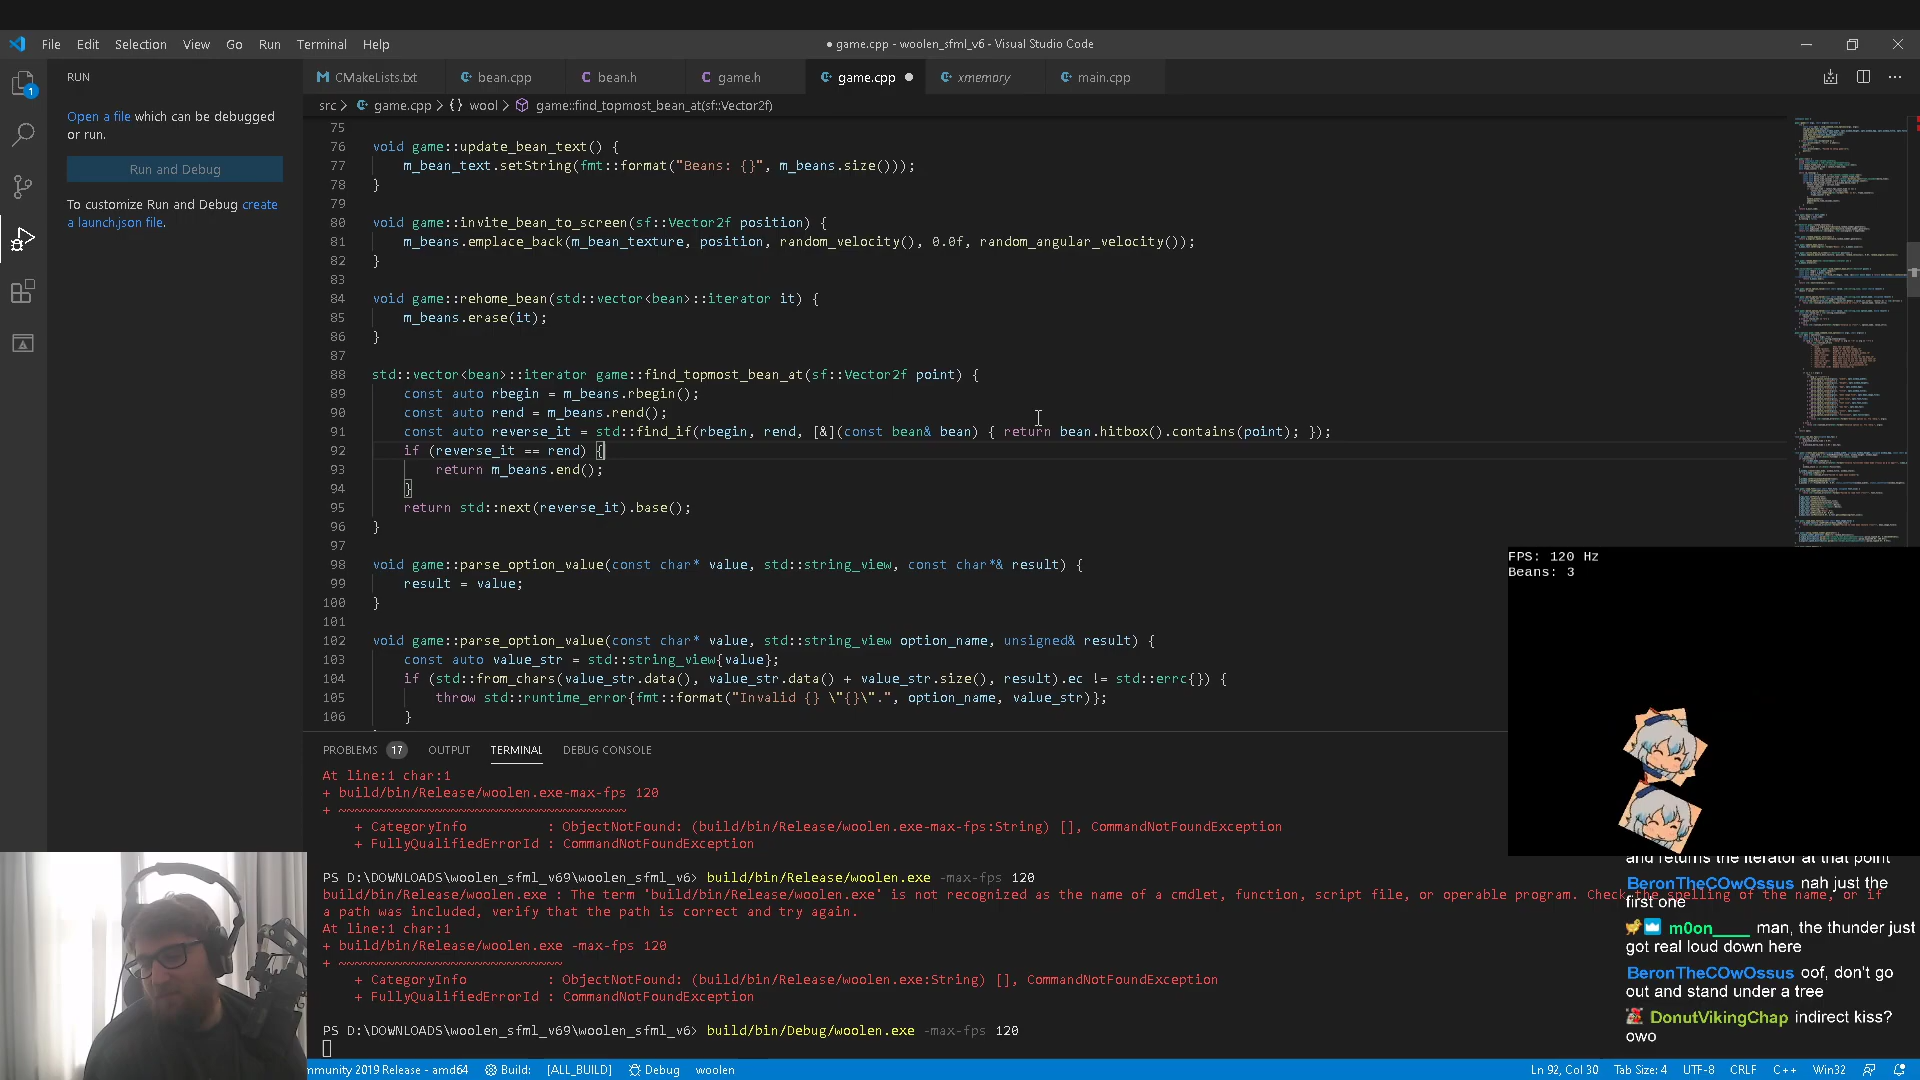 File Edit Selection View Go Run Terminal Help
● game.cpp - woolen_sfml_v6 - Visual Studio Code
RUN
CMakeLists.txt bean.cpp bean.h game.h game.cpp ● xmemory main.cpp
src > game.cpp > {} wool > game::find_topmost_bean_at(sf::Vector2f)
1
Open a file which can be debugged
or run.
Run and Debug
To customize Run and Debug create
a launch.json file.
75
76 void game::update_bean_text() {
77 m_bean_text.setString(fmt::format("Beans: {}", m_beans.size()));
78 }
79
80 void game::invite_bean_to_screen(sf::Vector2f position) {
81 m_beans.emplace_back(m_bean_texture, position, random_velocity(), 0.0f, random_angular_velocity());
82 }
83
84 void game::rehome_bean(std::vector<bean>::iterator it) {
85 m_beans.erase(it);
86 }
87
88 std::vector<bean>::iterator game::find_topmost_bean_at(sf::Vector2f point) {
89 const auto rbegin = m_beans.rbegin();
90 const auto rend = m_beans.rend();
91 const auto reverse_it = std::find_if(rbegin, rend, [&](const bean& bean) { return bean.hitbox().contains(point); });
92 if (reverse_it == rend) {
93 return m_beans.end();
94 }
95 return std::next(reverse_it).base();
96 }
97
98 void game::parse_option_value(const char* value, std::string_view, const char*& result) {
99 result = value;
100 }
101
102 void game::parse_option_value(const char* value, std::string_view option_name, unsigned& result) {
103 const auto value_str = std::string_view{value};
104 if (std::from_chars(value_str.data(), value_str.data() + value_str.size(), result).ec != std::errc{}) {
105 throw std::runtime_error{fmt::format("Invalid {} \"{}\".", option_name, value_str)};
106 }
FPS: 120 Hz
Beans: 3
PROBLEMS 17 OUTPUT TERMINAL DEBUG CONSOLE
At line:1 char:1
+ build/bin/Release/woolen.exe-max-fps 120
+ ~~~~~~~~~~~~~~~~~~~~~~~~~~~~~~~~~~~~
+ CategoryInfo : ObjectNotFound: (build/bin/Release/woolen.exe-max-fps:String) [], CommandNotFoundException
+ FullyQualifiedErrorId : CommandNotFoundException
PS D:\DOWNLOADS\woolen_sfml_v69\woolen_sfml_v6> build/bin/Release/woolen.exe -max-fps 120
build/bin/Release/woolen.exe : The term 'build/bin/Release/woolen.exe' is not recognized as the name of a cmdlet, function, script file, or operable program. Check the spelling of the name, or if
a path was included, verify that the path is correct and try again.
At line:1 char:1
+ build/bin/Release/woolen.exe -max-fps 120
+ ~~~~~~~~~~~~~~~~~~~~~~~~~~~~
+ CategoryInfo : ObjectNotFound: (build/bin/Release/woolen.exe:String) [], CommandNotFoundException
+ FullyQualifiedErrorId : CommandNotFoundException
PS D:\DOWNLOADS\woolen_sfml_v69\woolen_sfml_v6> build/bin/Debug/woolen.exe -max-fps 120
and returns the iterator at that point
BeronTheCOwOssus nah just the
first one
m0on____ man, the thunder just
got real loud down here
BeronTheCOwOssus oof, don't go
out and stand under a tree
DonutVikingChap indirect kiss?
owo
mmunity 2019 Release - amd64 Build: [ALL_BUILD] Debug woolen
Ln 92, Col 30 Tab Size: 4 UTF-8 CRLF C++ Win32